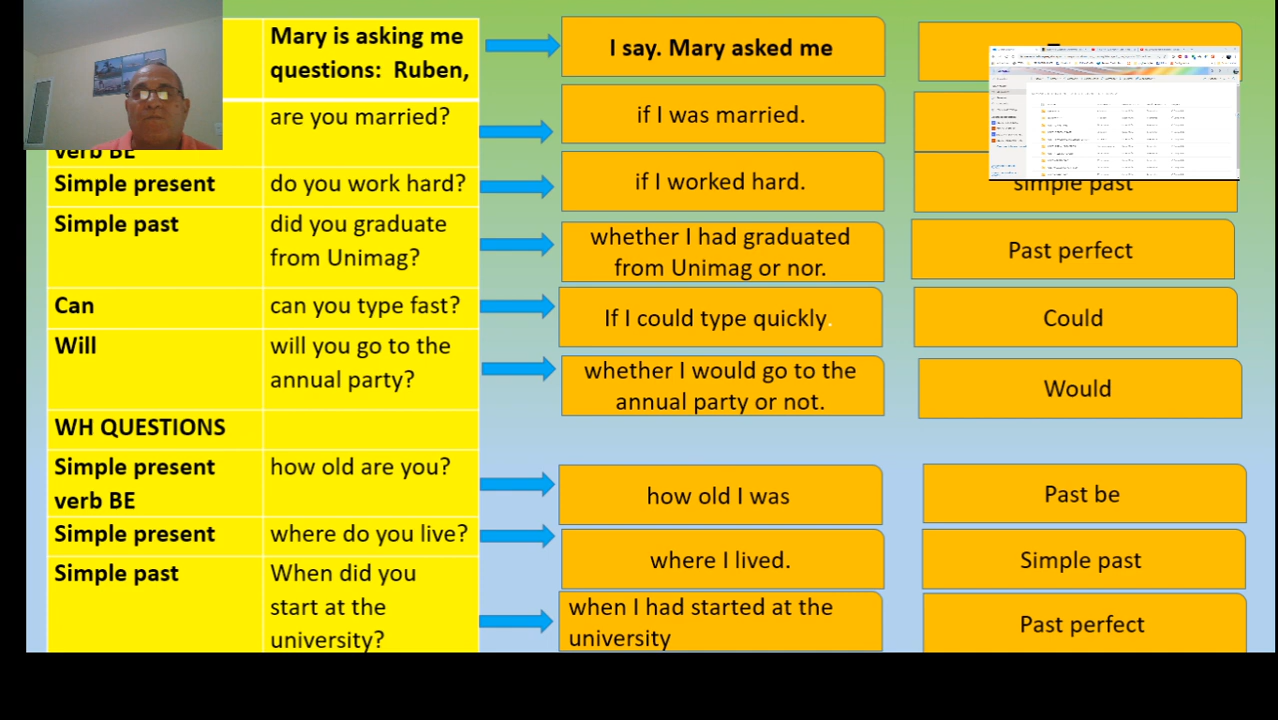 Mary is asking me
questions: Ruben,
I say. Mary asked me
verb BE
are you married?
if I was married.
Simple present
do you work hard?
if I worked hard.
simple past
Simple past
did you graduate
from Unimag?
whether I had graduated
from Unimag or nor.
Past perfect
Can
can you type fast?
If I could type quickly.
Could
Will
will you go to the
annual party?
whether I would go to the
annual party or not.
Would
WH QUESTIONS
Simple present
verb BE
how old are you?
how old I was
Past be
Simple present
where do you live?
where I lived.
Simple past
Simple past
When did you
start at the
university?
when I had started at the
university
Past perfect